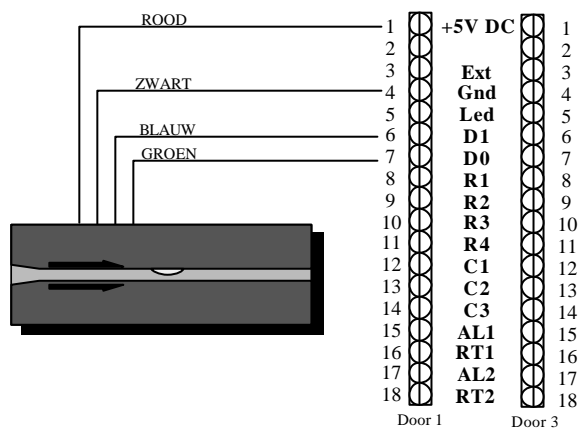 ROOD 1 +5V DC 1
2 2
3 Ext 3
ZWART 4 Gnd 4
5 Led 5
BLAUW 6 D1 6
GROEN 7 D0 7
8 R1 8
9 R2 9
10 R3 10
11 R4 11
12 C1 12
13 C2 13
14 C3 14
15 AL1 15
16 RT1 16
17 AL2 17
18 RT2 18
Door 1 Door 3